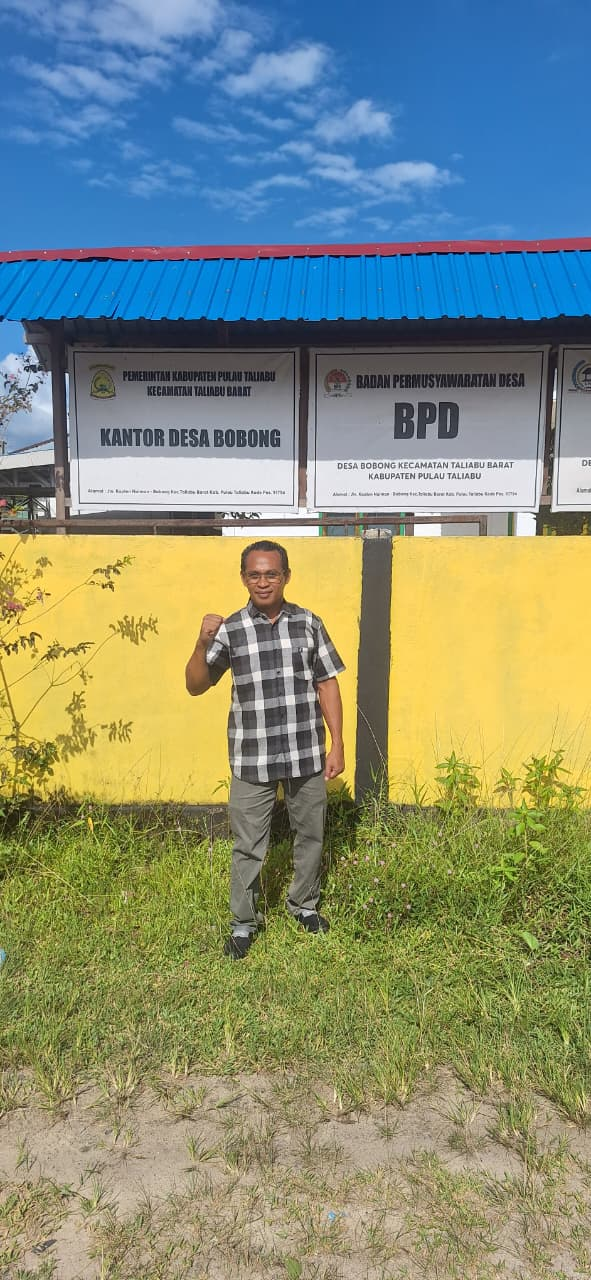 PEMERINTAH KABUPATEN PULAU TALIABU
KECAMATAN TALIABU BARAT
KANTOR DESA BOBONG
BADAN PERMUSYAWARATAN DESA
BPD
DESA BOBONG KECAMATAN TALIABU BARAT
KABUPATEN PULAU TALIABU